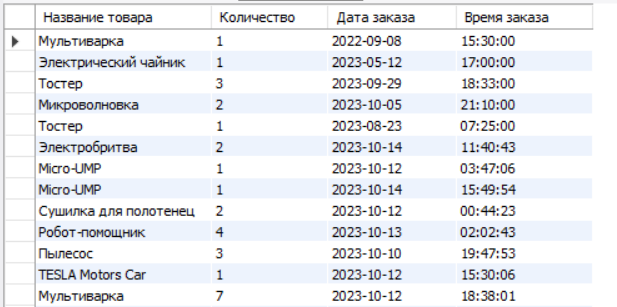 Название товара Количество Дата заказа Время заказа
Мультиварка 1 2022-09-08 15:30:00
Электрический чайник 1 2023-05-12 17:00:00
Тостер 3 2023-09-29 18:33:00
Микроволновка 2 2023-10-05 21:10:00
Тостер 1 2023-08-23 07:25:00
Электробритва 2 2023-10-14 11:40:43
Micro-UMP 1 2023-10-12 03:47:06
Micro-UMP 1 2023-10-14 15:49:54
Сушилка для полотенец 2 2023-10-12 00:44:23
Робот-помощник 4 2023-10-13 02:02:43
Пылесос 3 2023-10-10 19:47:53
TESLA Motors Car 1 2023-10-12 15:30:06
Мультиварка 7 2023-10-12 18:38:01